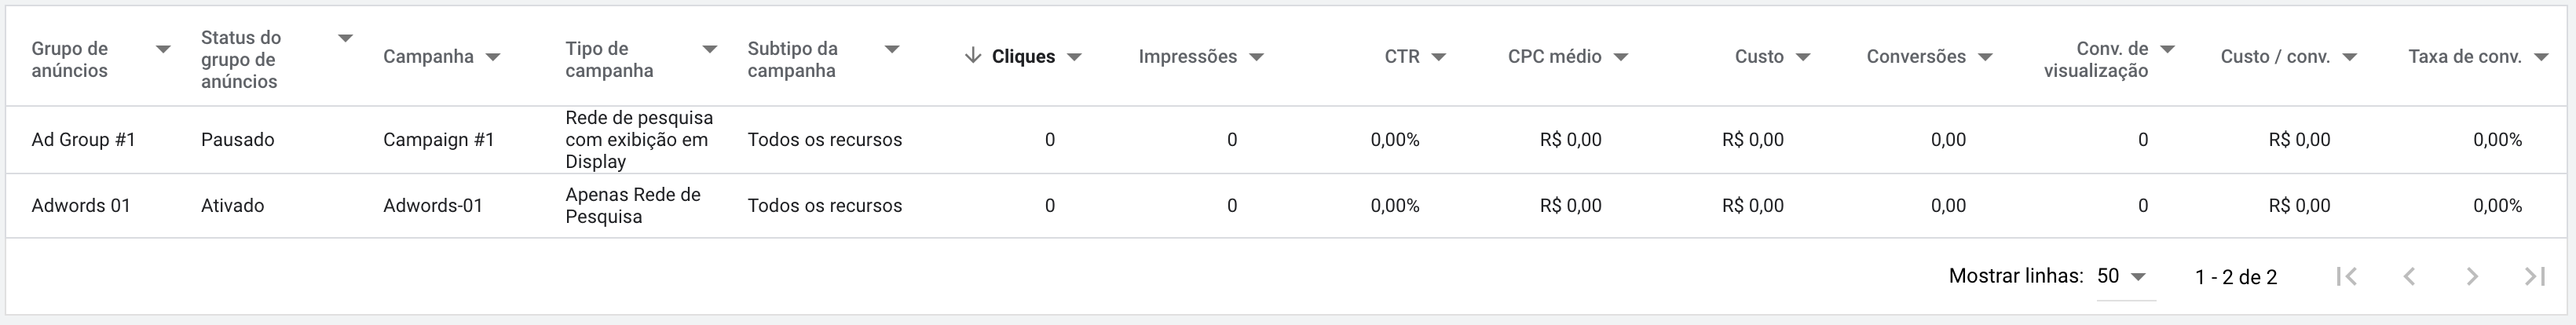 Grupo de
anúncios
Status do
grupo de
anúncios
Campanha
Tipo de
campanha
Subtipo da
campanha
Cliques
Impressões
CTR
CPC médio
Custo
Conversões
Conv. de
visualização
Custo / conv.
Taxa de conv.
Ad Group #1
Pausado
Campaign #1
Rede de pesquisa
com exibição em
Display
Todos os recursos
0
0
0,00%
R$ 0,00
R$ 0,00
0,00
0
R$ 0,00
0,00%
Adwords 01
Ativado
Adwords-01
Apenas Rede de
Pesquisa
Todos os recursos
0
0
0,00%
R$ 0,00
R$ 0,00
0,00
0
R$ 0,00
0,00%
Mostrar linhas: 50
1 - 2 de 2